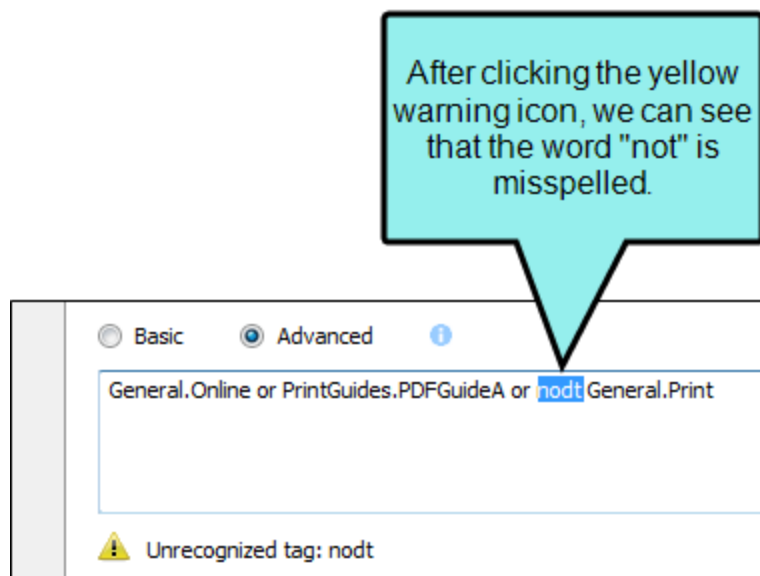 After clicking the yellow
warning icon, we can see
that the word "not" is
misspelled.
Basic Advanced
General.Online or PrintGuides.PDFGuideA or nodt General.Print
Unrecognized tag: nodt